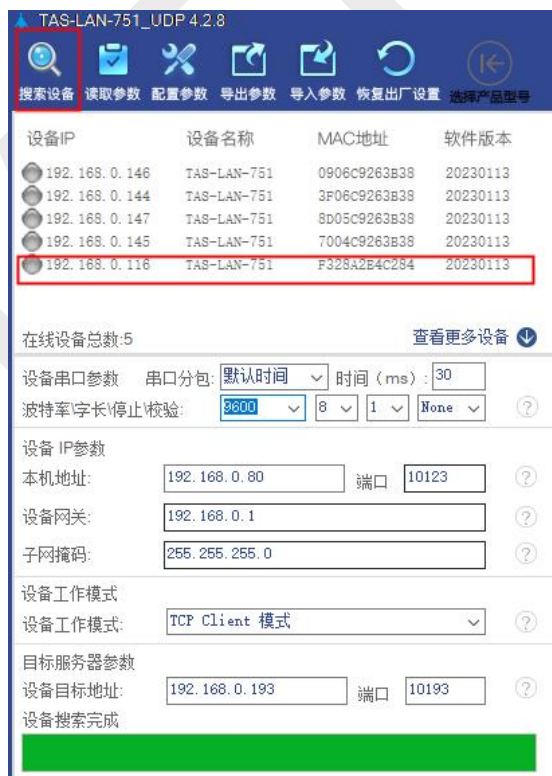 TAS-LAN-751_UDP 4.2.8
搜索设备 读取参数 配置参数 导出参数 导入参数 恢复出厂设置 选择产品型号
设备IP 设备名称 MAC地址 软件版本
192.168.0.146 TAS-LAN-751 0906C9263B38 20230113
192.168.0.144 TAS-LAN-751 3F06C9263B38 20230113
192.168.0.147 TAS-LAN-751 8D05C9263B38 20230113
192.168.0.145 TAS-LAN-751 7004C9263B38 20230113
192.168.0.116 TAS-LAN-751 F328A2E4C284 20230113
在线设备总数:5 查看更多设备
设备串口参数 串口分包: 默认时间 时间（ms）: 30
波特率\字长\停止\校验: 9600 8 1 None ?
设备 IP参数
本机地址: 192.168.0.80 端口 10123 ?
设备网关: 192.168.0.1 ?
子网掩码: 255.255.255.0 ?
设备工作模式
设备工作模式: TCP Client 模式 ?
目标服务器参数
设备目标地址: 192.168.0.193 端口 10193 ?
设备搜索完成